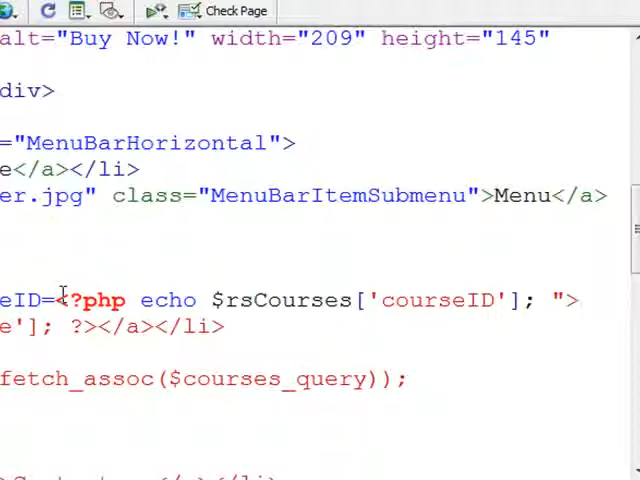 Check Page
alt="Buy Now!" width="209" height="145"
div>
="MenuBarHorizontal">
e</a></li>
er.jpg" class="MenuBarItemSubmenu">Menu</a>
eID=<?php echo $rsCourses['courseID']; ">
e']; ?></a></li>
fetch_assoc($courses_query));